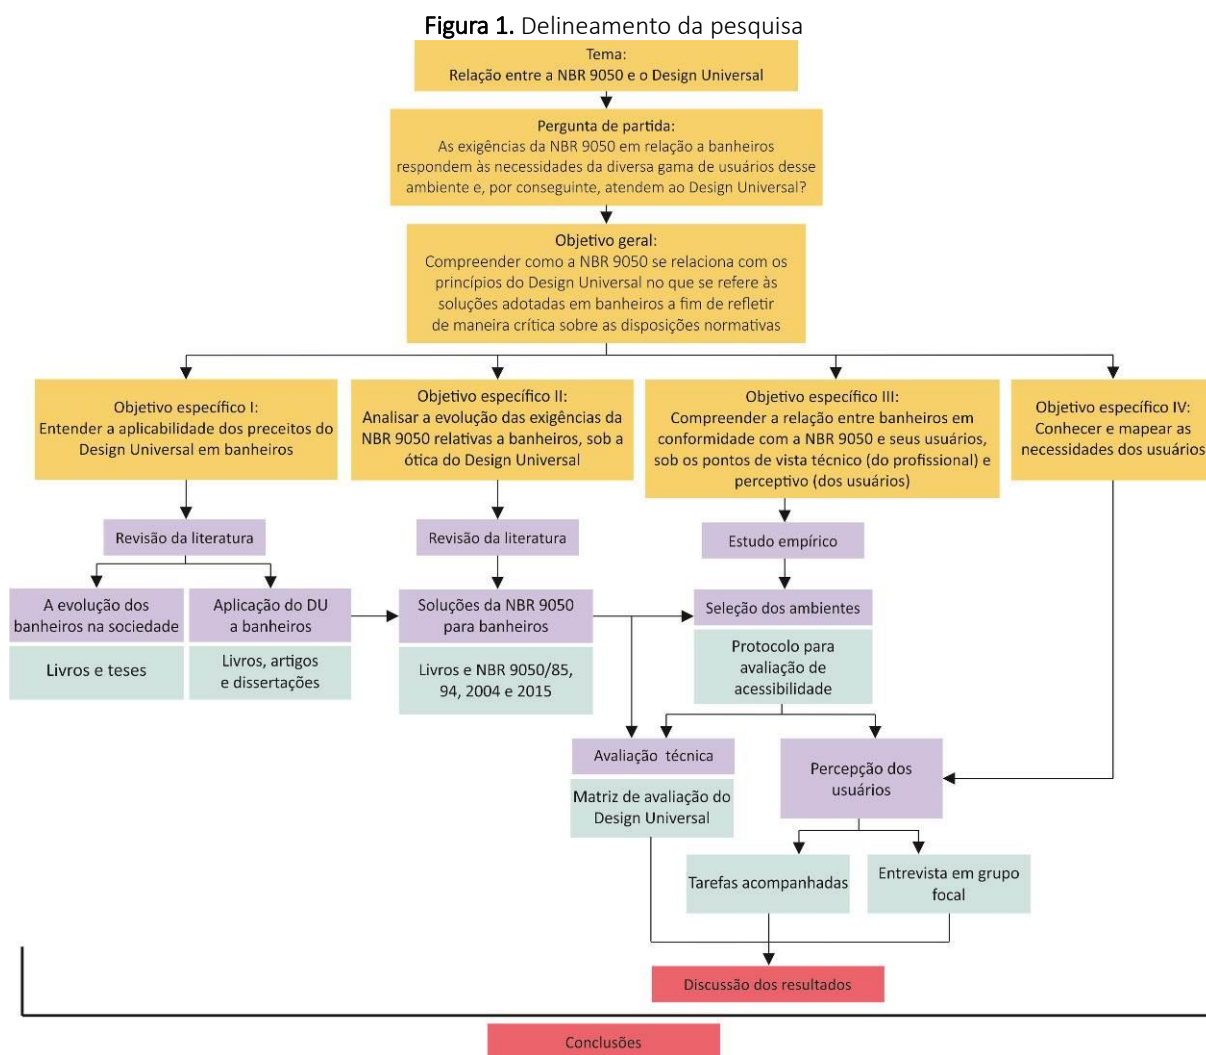 Figura 1. Delineamento da pesquisa
Tema:
Relação entre a NBR 9050 e o Design Universal
Pergunta de partida:
As exigências da NBR 9050 em relação a banheiros
respondem às necessidades da diversa gama de usuários desse
ambiente e, por conseguinte, atendem ao Design Universal?
Objetivo geral:
Compreender como a NBR 9050 se relaciona com os
princípios do Design Universal no que se refere às
soluções adotadas em banheiros a fim de refletir
de maneira crítica sobre as disposições normativas
Objetivo específico I:
Entender a aplicabilidade dos preceitos do
Design Universal em banheiros
Objetivo específico II:
Analisar a evolução das exigências da
NBR 9050 relativas a banheiros, sob a
ótica do Design Universal
Objetivo específico III:
Compreender a relação entre banheiros em
conformidade com a NBR 9050 e seus usuários,
sob os pontos de vista técnico (do profissional) e
perceptivo (dos usuários)
Objetivo específico IV:
Conhecer e mapear as
necessidades dos usuários
Revisão da literatura
Revisão da literatura
Estudo empírico
A evolução dos
banheiros na sociedade
Livros e teses
Aplicação do DU
a banheiros
Livros, artigos
e dissertações
Soluções da NBR 9050
para banheiros
Livros e NBR 9050/85,
94, 2004 e 2015
Seleção dos ambientes
Protocolo para
avaliação de
acessibilidade
Avaliação técnica
Matriz de avaliação do
Design Universal
Percepção dos
usuários
Tarefas acompanhadas
Entrevista em grupo
focal
Discussão dos resultados
Conclusões